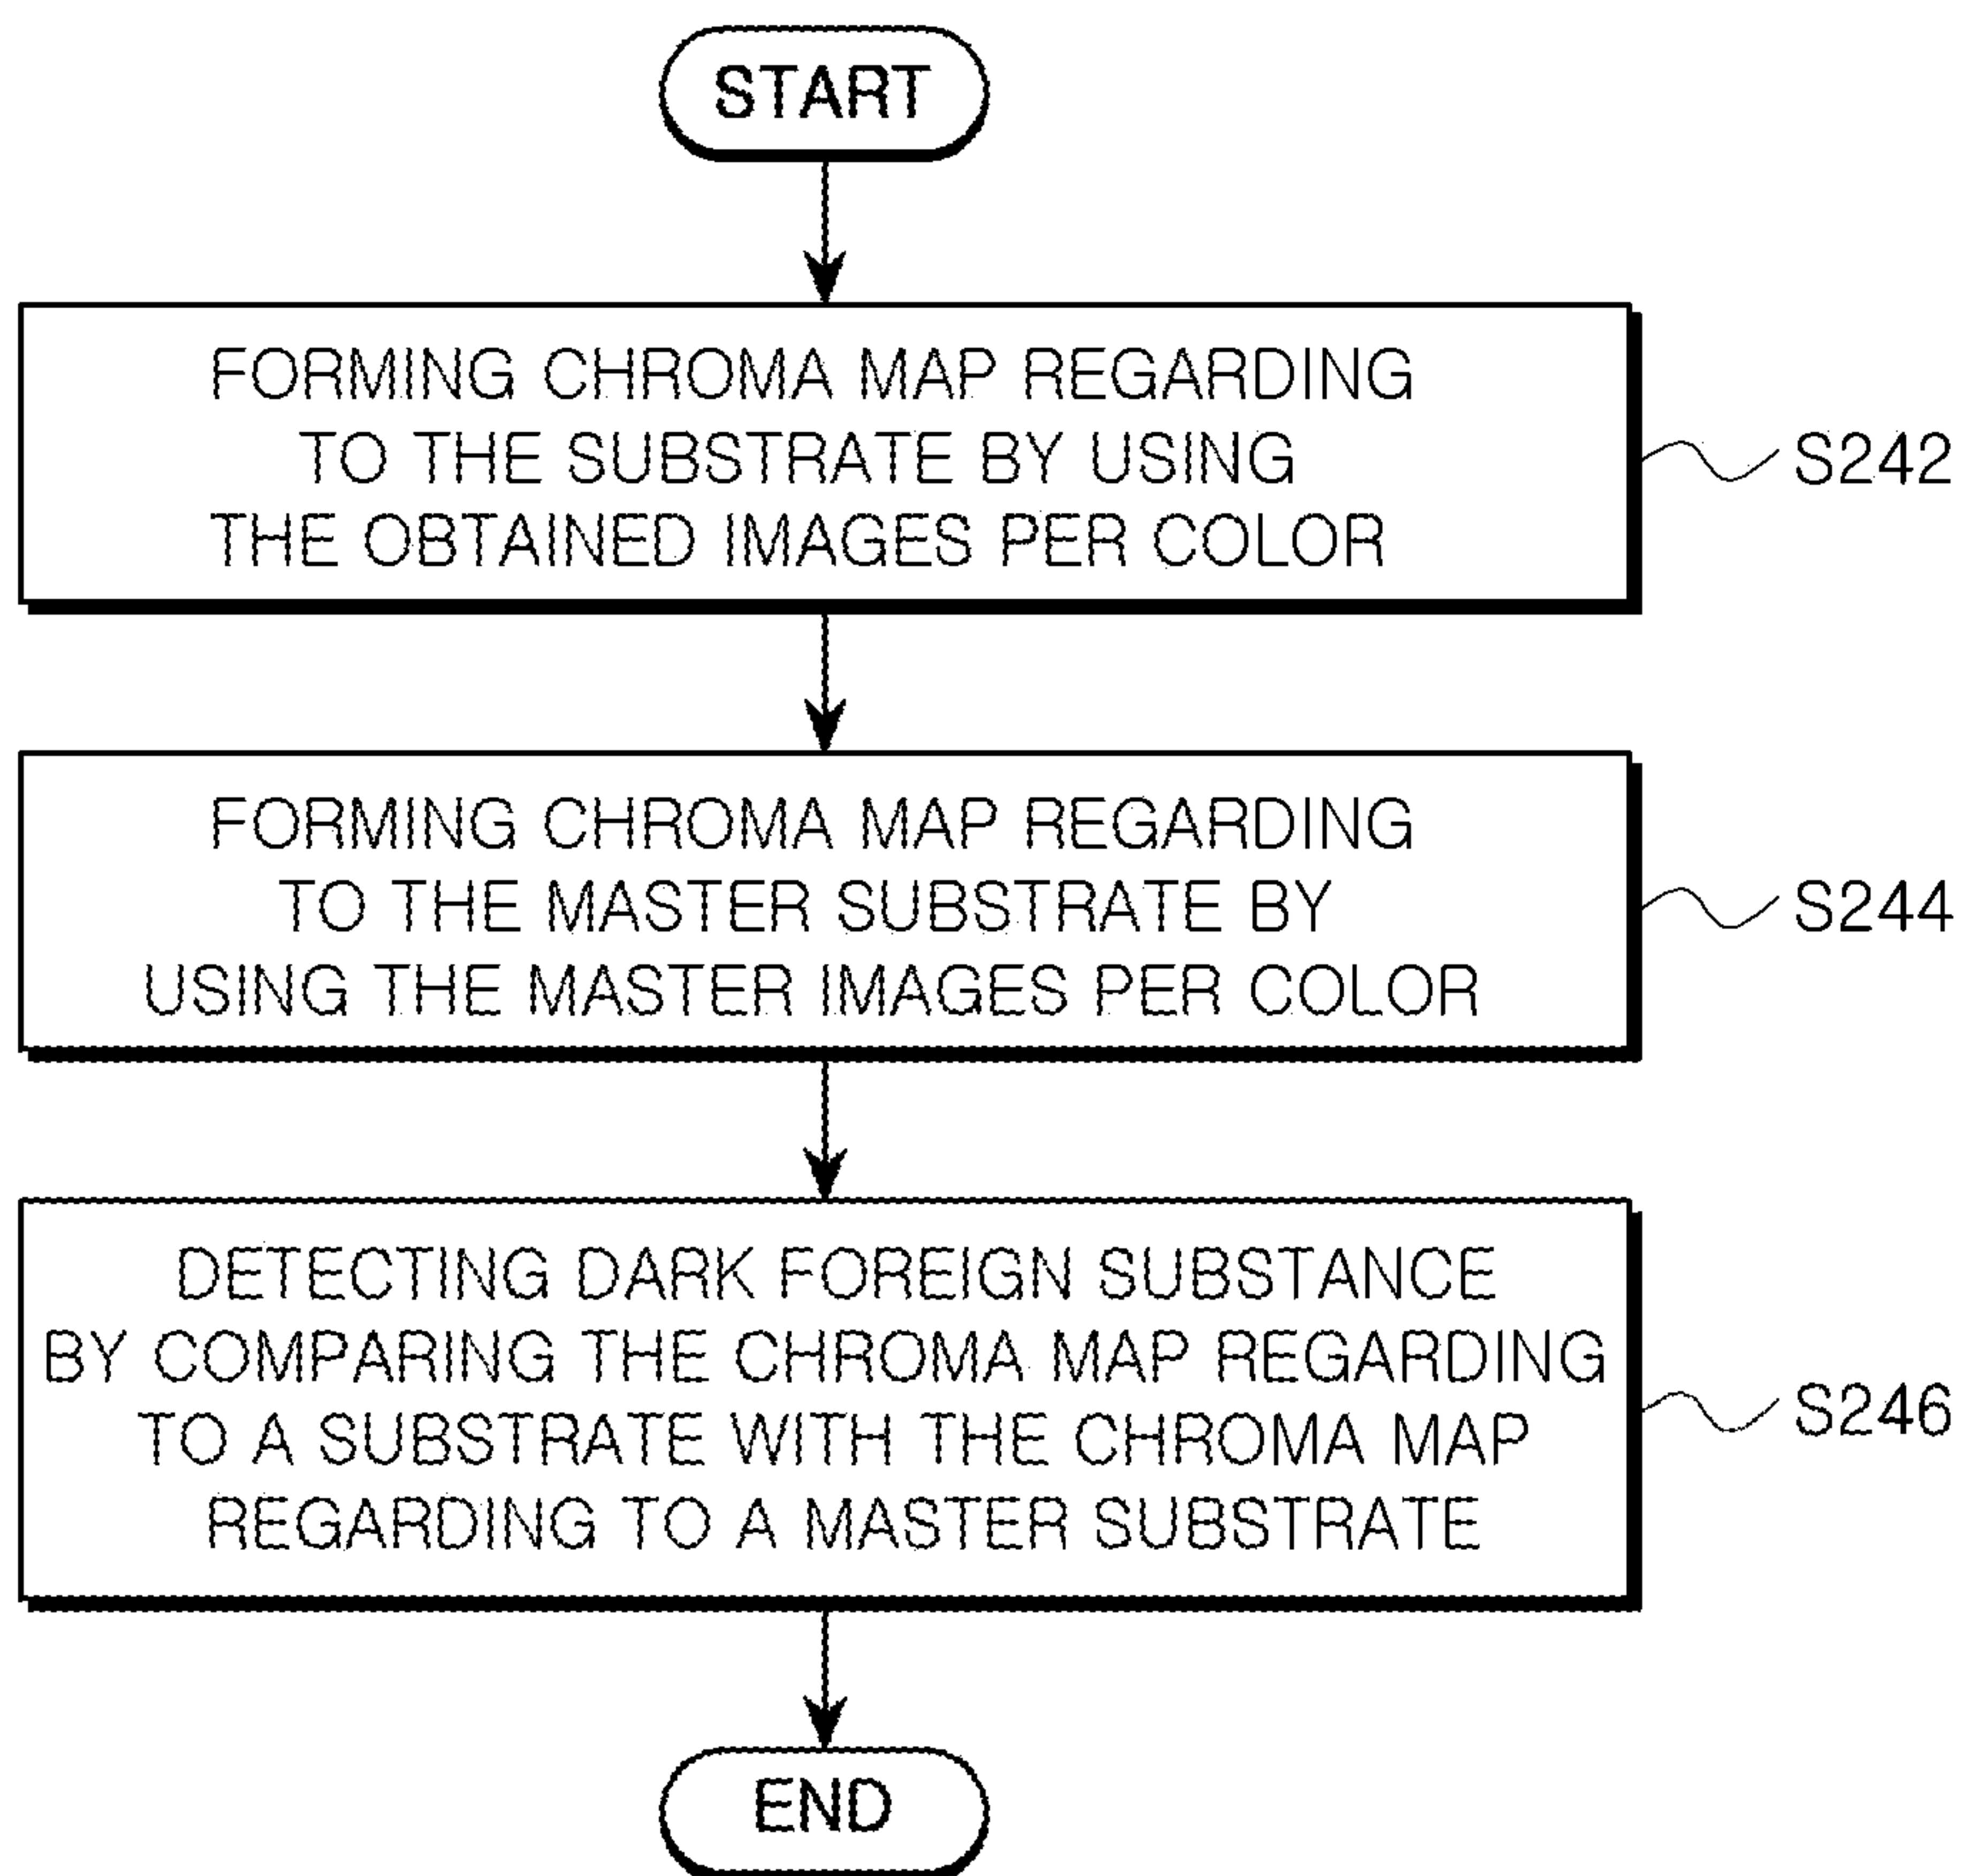 START
FORMING CHROMA MAP REGARDING
TO THE SUBSTRATE BY USING
THE OBTAINED IMAGES PER COLOR
S242
FORMING CHROMA MAP REGARDING
TO THE MASTER SUBSTRATE BY
USING THE MASTER IMAGES PER COLOR
S244
DETECTING DARK FOREIGN SUBSTANCE
BY COMPARING THE CHROMA MAP REGARDING
TO A SUBSTRATE WITH THE CHROMA MAP
REGARDING TO A MASTER SUBSTRATE
S246
END